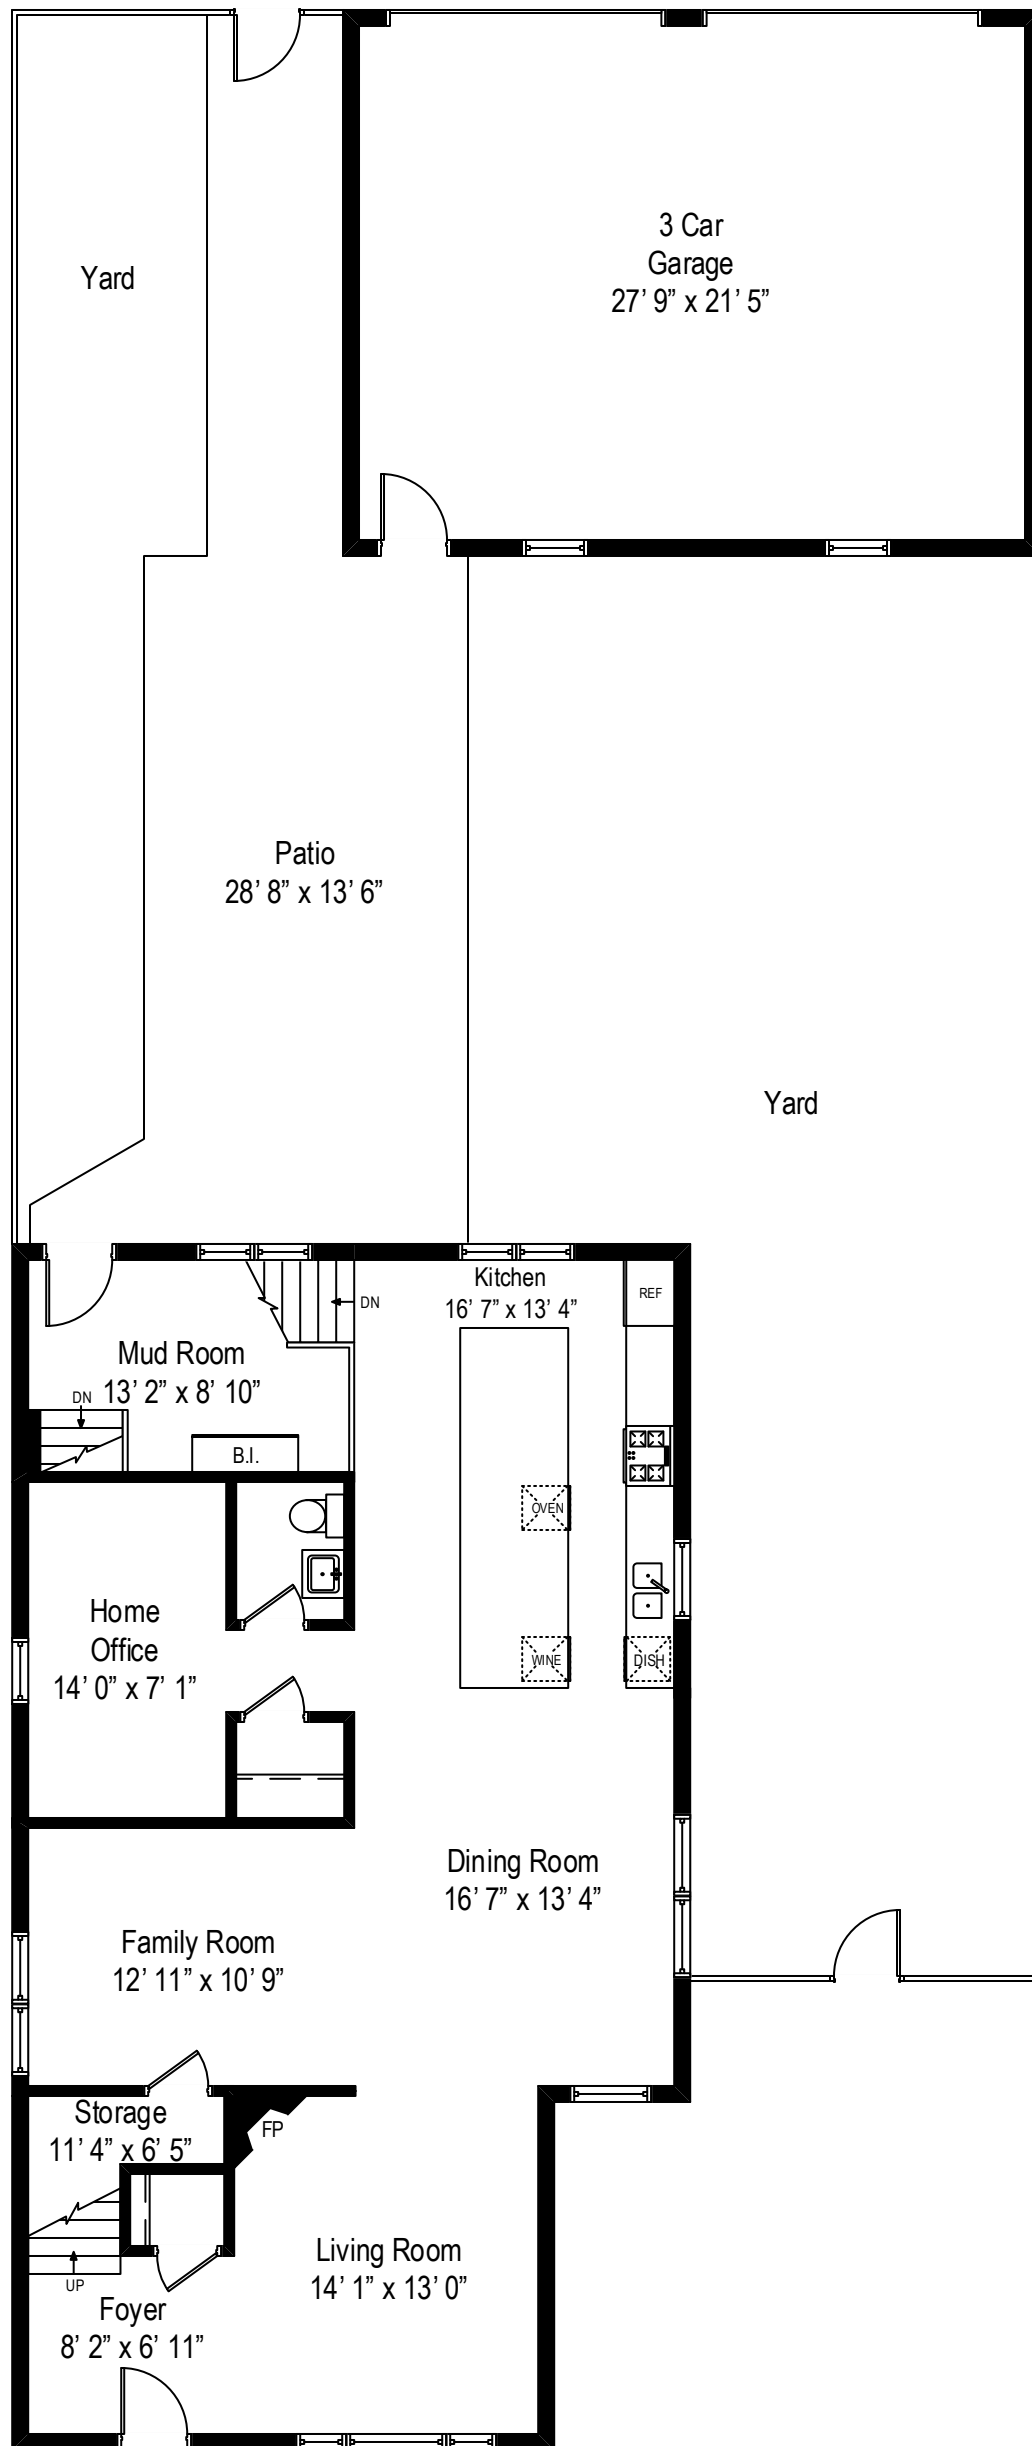 3 Car
Garage
27’ 9” x 21’ 5”
Yard
Patio
28’ 8” x 13’ 6”
Yard
Kitchen
16’ 7” x 13’ 4”
REF
DN
Mud Room
13’ 2” x 8’ 10”
DN
B.I.
OVEN
Home
Office
14’ 0” x 7’ 1”
WINE
DISH
Dining Room
16’ 7” x 13’ 4”
Family Room
12’ 11” x 10’ 9”
Storage
11’ 4” x 6’ 5”
FP
Living Room
14’ 1” x 13’ 0”
UP
Foyer
8’ 2” x 6’ 11”